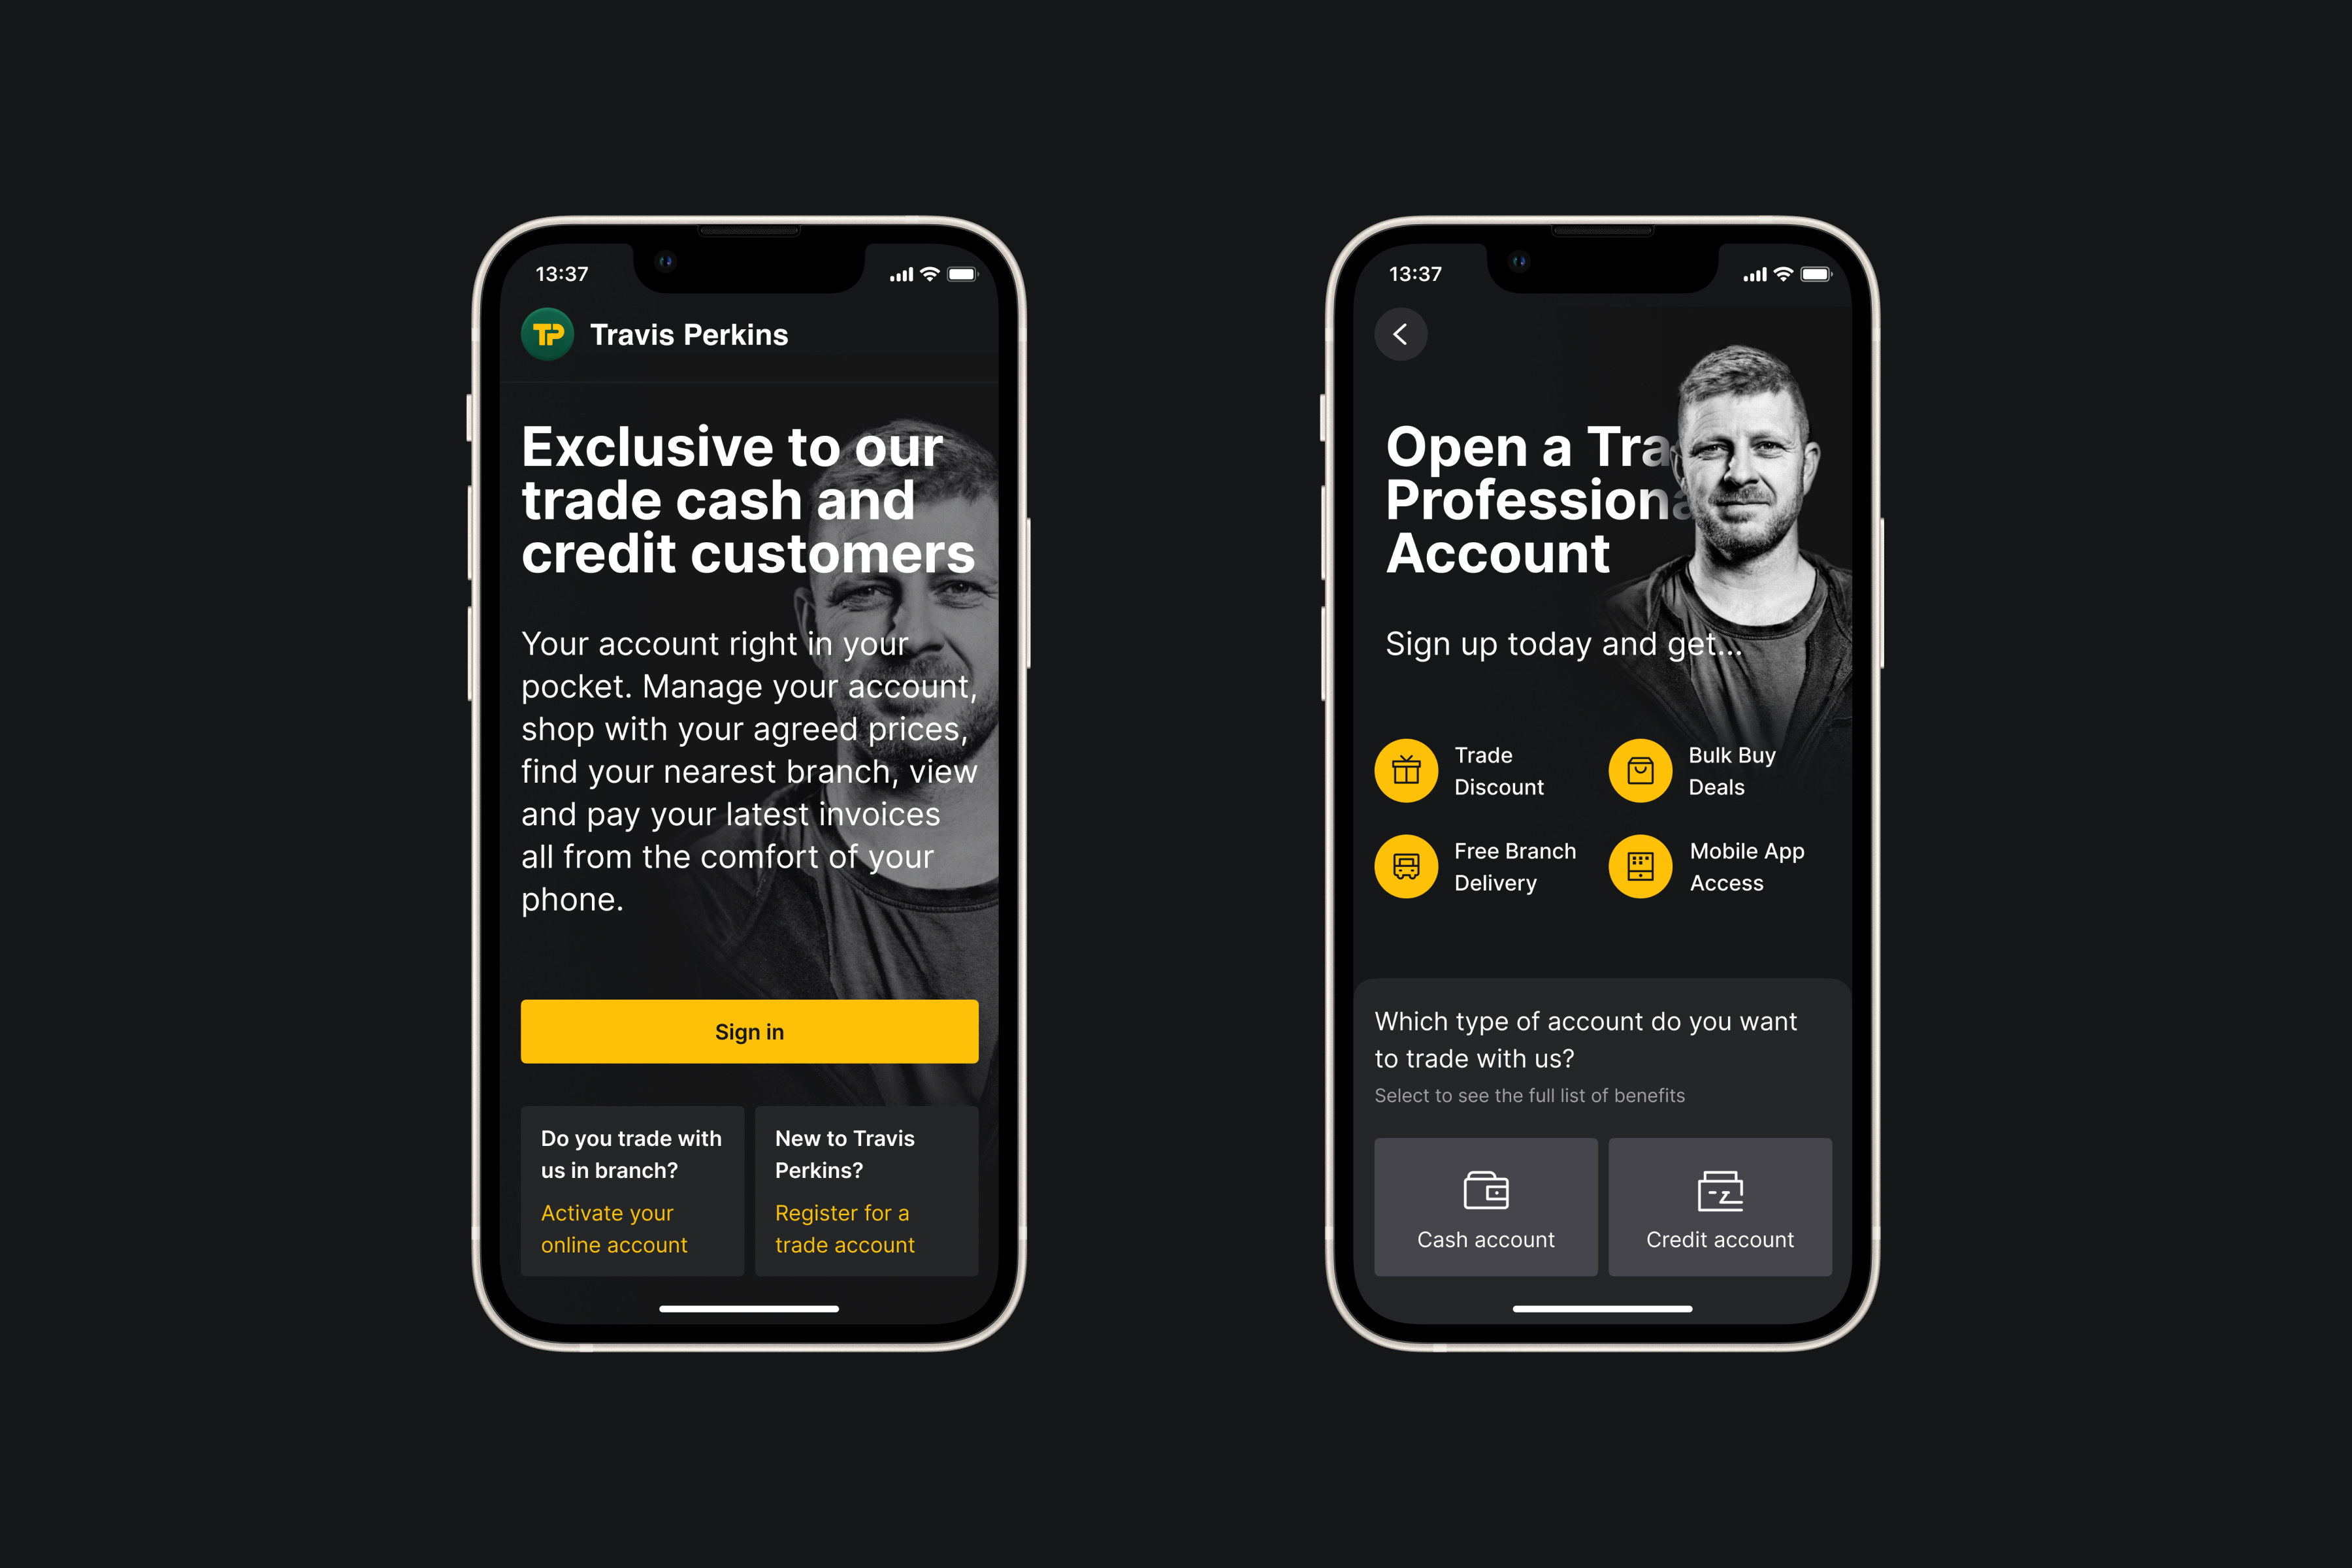 13:37
TP Travis Perkins
Exclusive to our
trade cash and
credit customers
Your account right in your
pocket. Manage your account,
shop with your agreed prices,
find your nearest branch, view
and pay your latest invoices
all from the comfort of your
phone.
Sign in
Do you trade with
us in branch?
Activate your
online account
New to Travis
Perkins?
Register for a
trade account
13:37
Open a Tra
Professiona
Account
Sign up today and get...
Trade
Discount
Bulk Buy
Deals
Free Branch
Delivery
Mobile App
Access
Which type of account do you want
to trade with us?
Select to see the full list of benefits
Cash account
Credit account